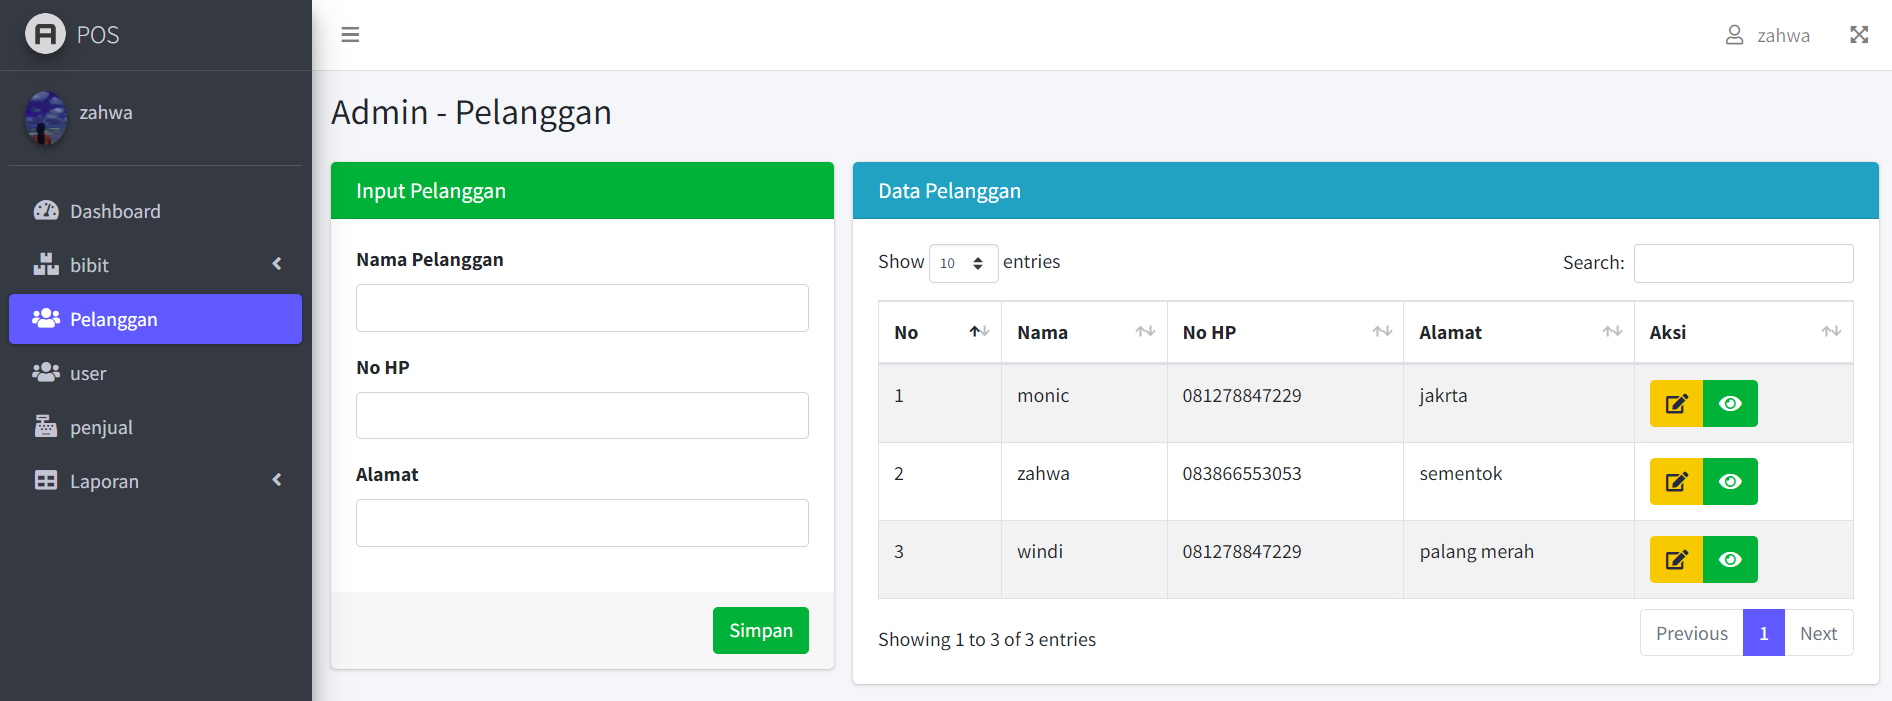 POS
zahwa
zahwa
Dashboard
bibit
Pelanggan
user
penjual
Laporan
Admin - Pelanggan
Input Pelanggan
Nama Pelanggan
No HP
Alamat
Simpan
Data Pelanggan
Show 10 entries
Search:
No Nama No HP Alamat Aksi
1 monic 081278847229 jakrta
2 zahwa 083866553053 sementok
3 windi 081278847229 palang merah
Showing 1 to 3 of 3 entries
Previous 1 Next